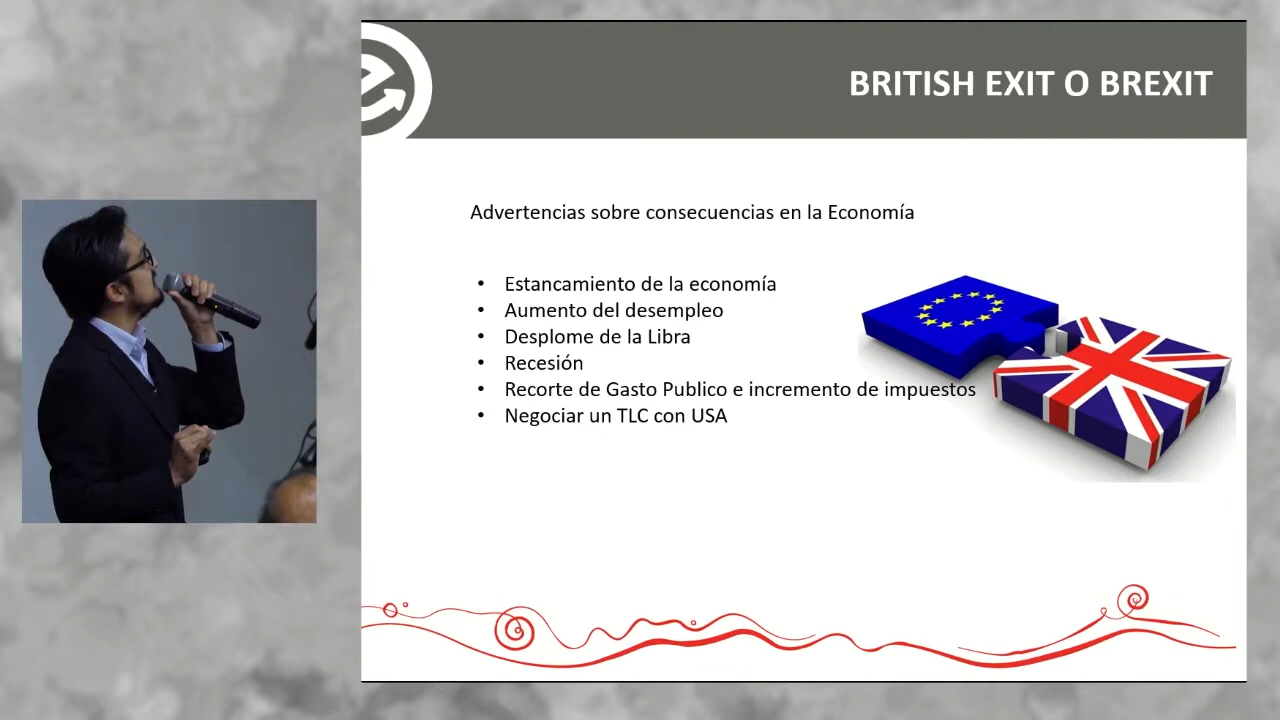 BRITISH EXIT O BREXIT
Advertencias sobre consecuencias en la Economía
• Estancamiento de la economía
• Aumento del desempleo
• Desplome de la Libra
• Recesión
• Recorte de Gasto Publico e incremento de impuestos
• Negociar un TLC con USA